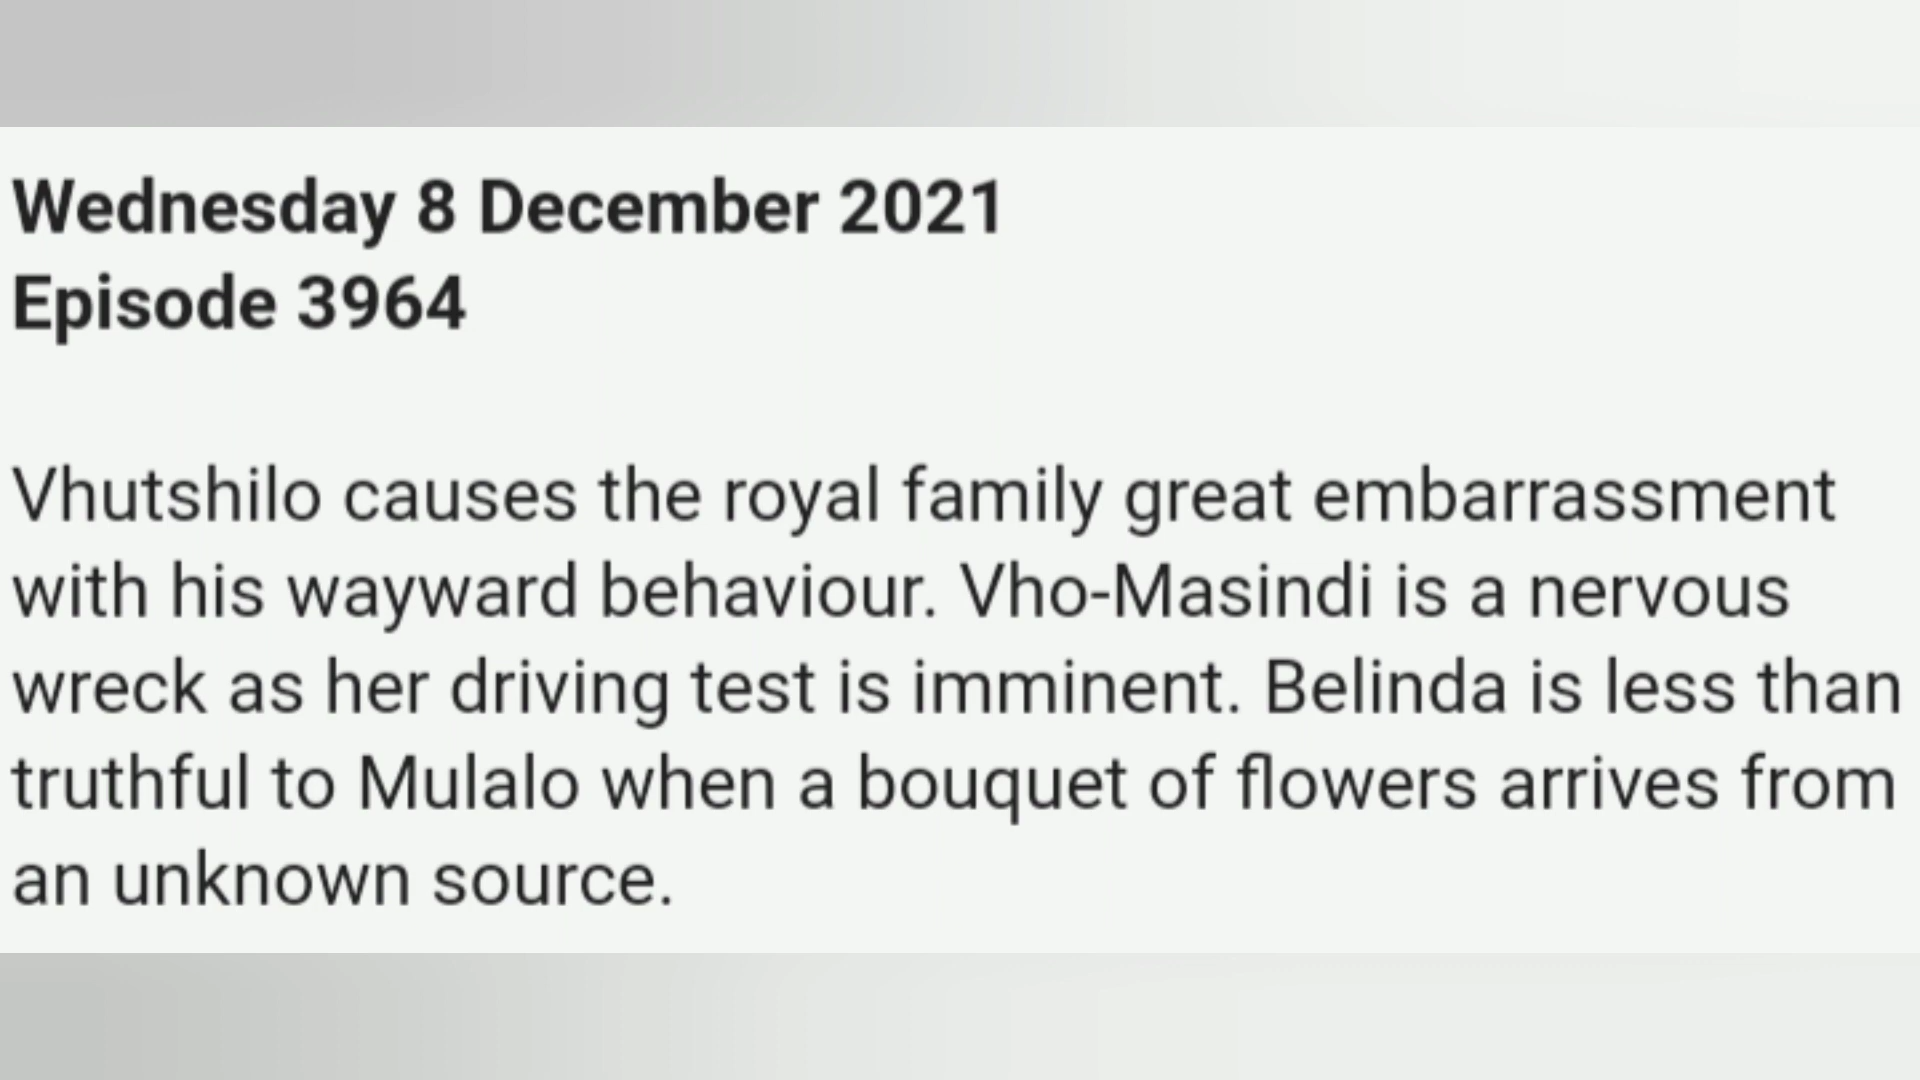 Wednesday 8 December 2021
Episode 3964
Vhutshilo causes the royal family great embarrassment
with his wayward behaviour. Vho-Masindi is a nervous
wreck as her driving test is imminent. Belinda is less than
truthful to Mulalo when a bouquet of flowers arrives from
an unknown source.